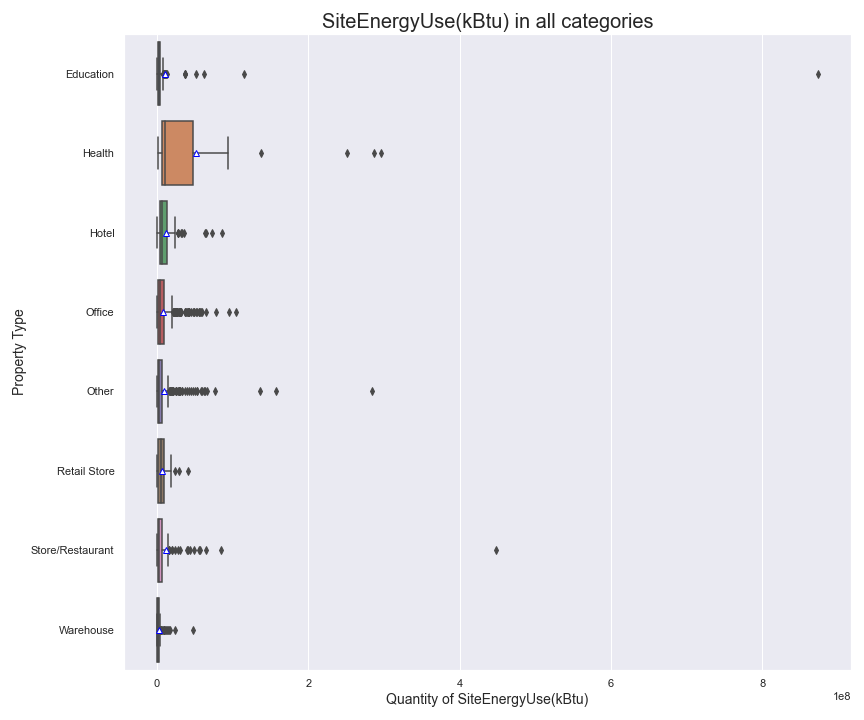 SiteEnergyUse(kBtu) in all categories
Property Type
Education
Health
Hotel
Office
Other
Retail Store
Store/Restaurant
Warehouse
0 2 4 6 8
1e8
Quantity of SiteEnergyUse(kBtu)